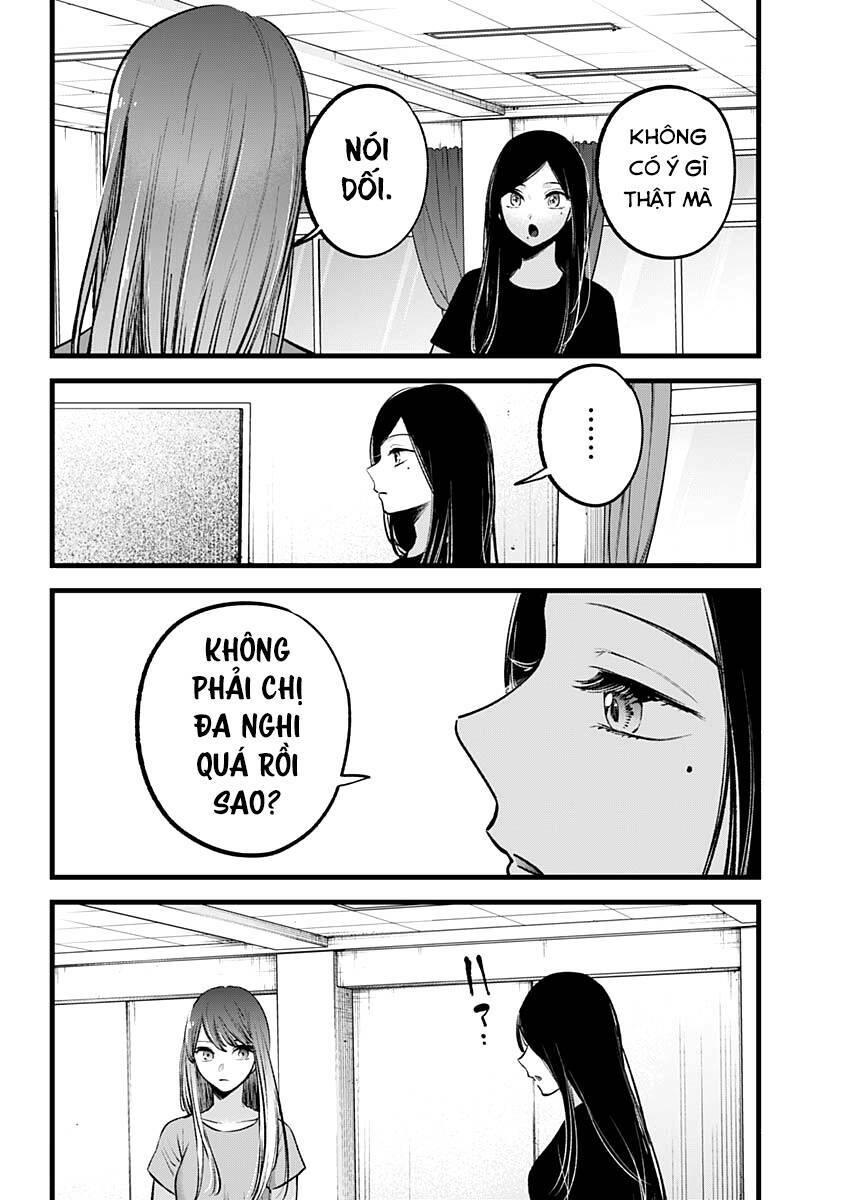 KHÔNG
CÓ Ý GÌ
THẬT MÀ
NÓI
DỐI.
......
KHÔNG
PHẢI CHỊ
ĐA NGHI
QUÁ RỒI
SAO?
!!
?.